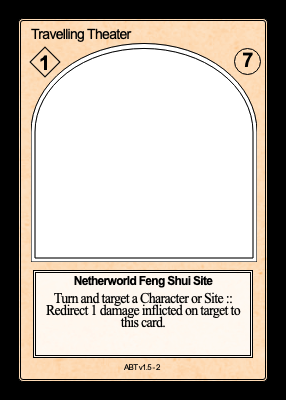 Travelling Theater
1
7
Netherworld Feng Shui Site
Turn and target a Character or Site ::
Redirect 1 damage inflicted on target to
this card.
ABT v1.5 - 2